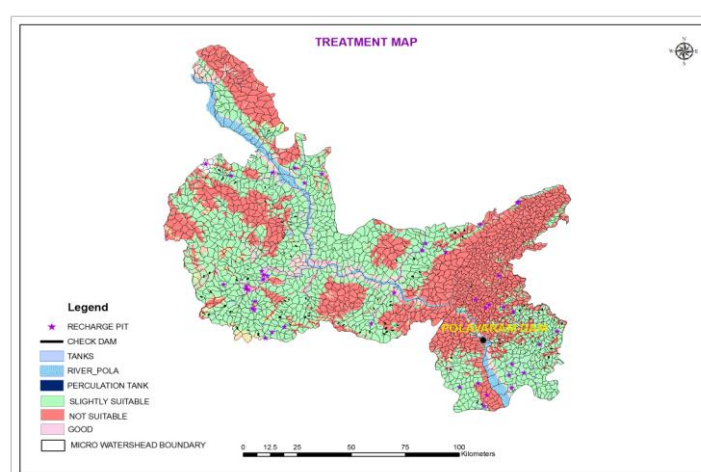 TREATMENT MAP
N
W E
S
POLAVARAM DAM
Legend
RECHARGE PIT
CHECK DAM
TANKS
RIVER_POLA
PERCULATION TANK
SLIGHTLY SUITABLE
NOT SUITABLE
GOOD
MICRO WATERSHEAD BOUNDARY
0 12.5 25 50 75 100
Kilometers